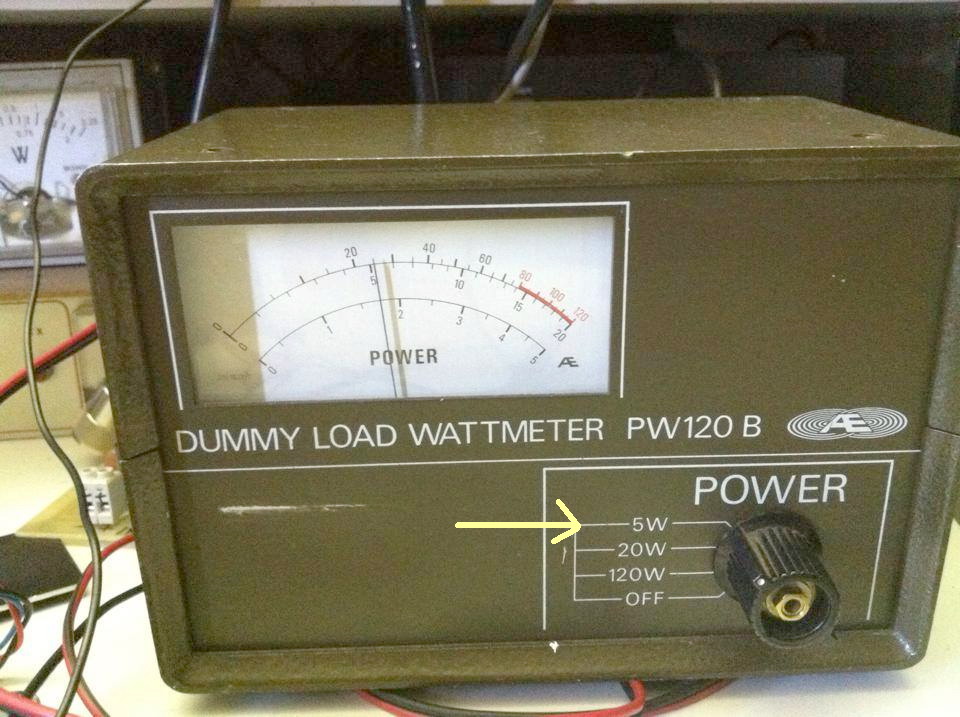 20 40 60 80 100 120
0 5 10 15 20
0 1 2 3 4 5
POWER Æ
DUMMY LOAD WATTMETER PW120 B Æ
POWER
5W
20W
120W
OFF
W